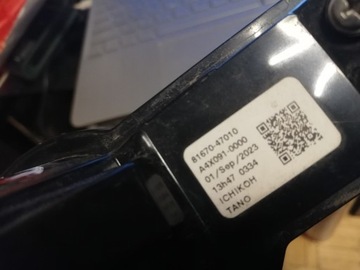 81670-47010
A4X091-0000
01/Sep/2023
13h47 0334
ICHIKOH
TANO